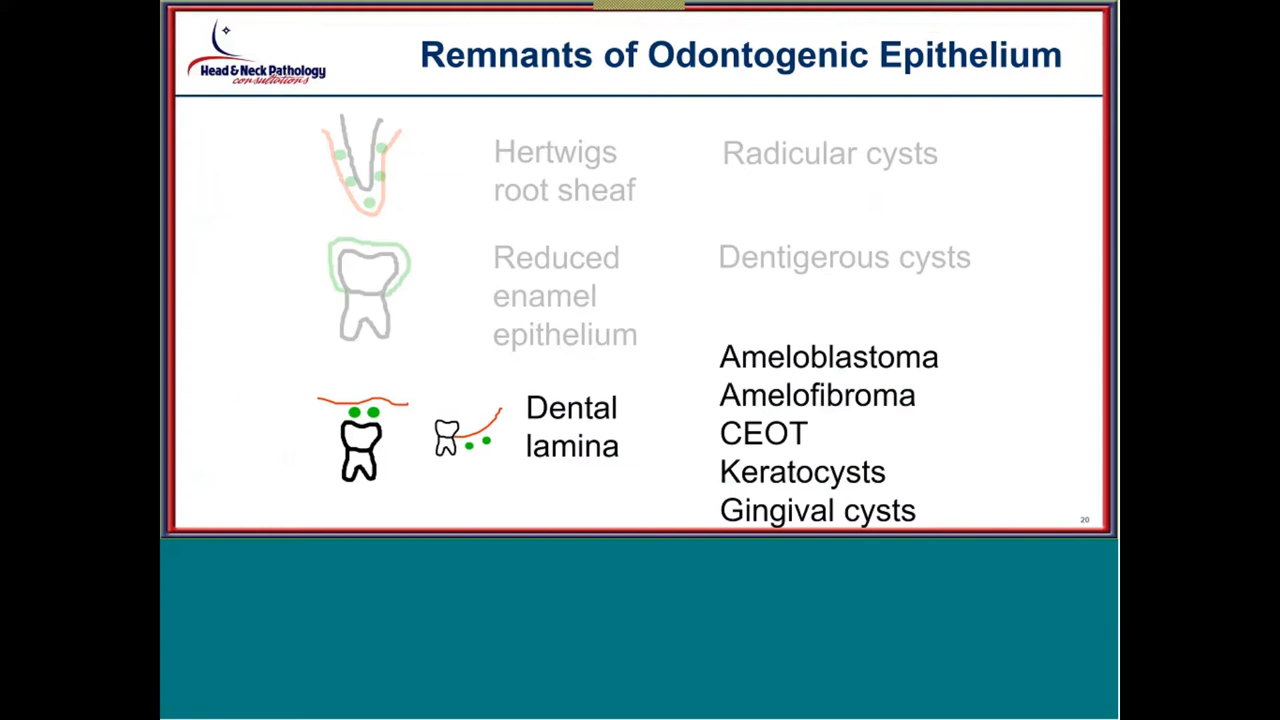 Head & Neck Pathology
consultations
Remnants of Odontogenic Epithelium
Hertwigs
root sheaf
Radicular cysts
Reduced
enamel
epithelium
Dentigerous cysts
Dental
lamina
Ameloblastoma
Amelofibroma
CEOT
Keratocysts
Gingival cysts
20